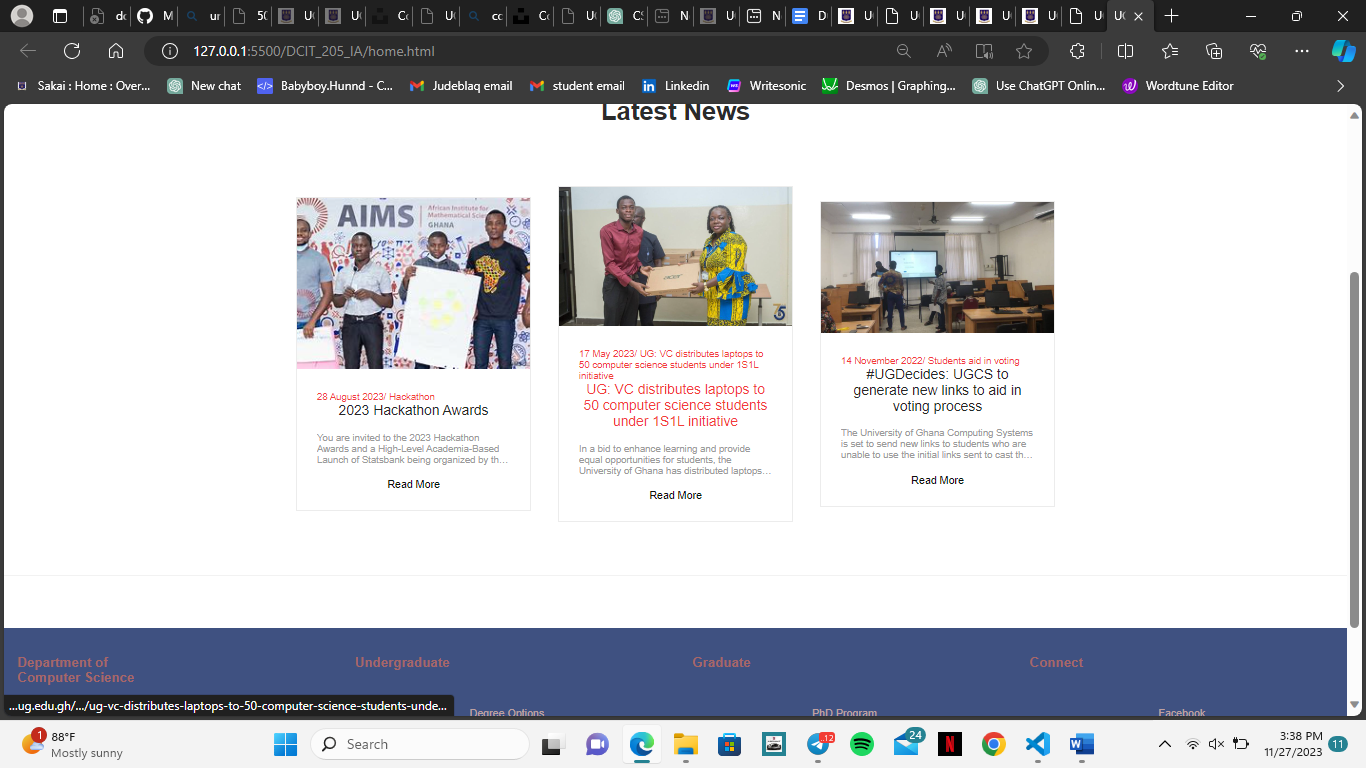 dc
M
ur
50
U
U
Cc
U
cc
Cc
U
CS
N
U
N
D
U
U
U
U
U
U
U
127.0.0.1:5500/DCIT_205_IA/home.html
Sakai : Home : Over...
New chat
Babyboy.Hunnd - C...
Judeblaq email
student email
Linkedin
Writesonic
Desmos | Graphing...
Use ChatGPT Onlin...
Wordtune Editor
Latest News
AIMS
African Institute for
Mathematical Scie
GHANA
28 August 2023/ Hackathon
2023 Hackathon Awards
You are invited to the 2023 Hackathon
Awards and a High-Level Academia-Based
Launch of Statsbank being organized by th...
Read More
acer
17 May 2023/ UG: VC distributes laptops to
50 computer science students under 1S1L
initiative
UG: VC distributes laptops to
50 computer science students
under 1S1L initiative
In a bid to enhance learning and provide
equal opportunities for students, the
University of Ghana has distributed laptops...
Read More
14 November 2022/ Students aid in voting
#UGDecides: UGCS to
generate new links to aid in
voting process
The University of Ghana Computing Systems
is set to send new links to students who are
unable to use the initial links sent to cast th...
Read More
Department of
Computer Science
Undergraduate
Graduate
Connect
Degree Options
PhD Program
Facebook
...ug.edu.gh/.../ug-vc-distributes-laptops-to-50-computer-science-students-unde...
1
88°F
Mostly sunny
Search
12
24
N
W
3:38 PM
11/27/2023
11